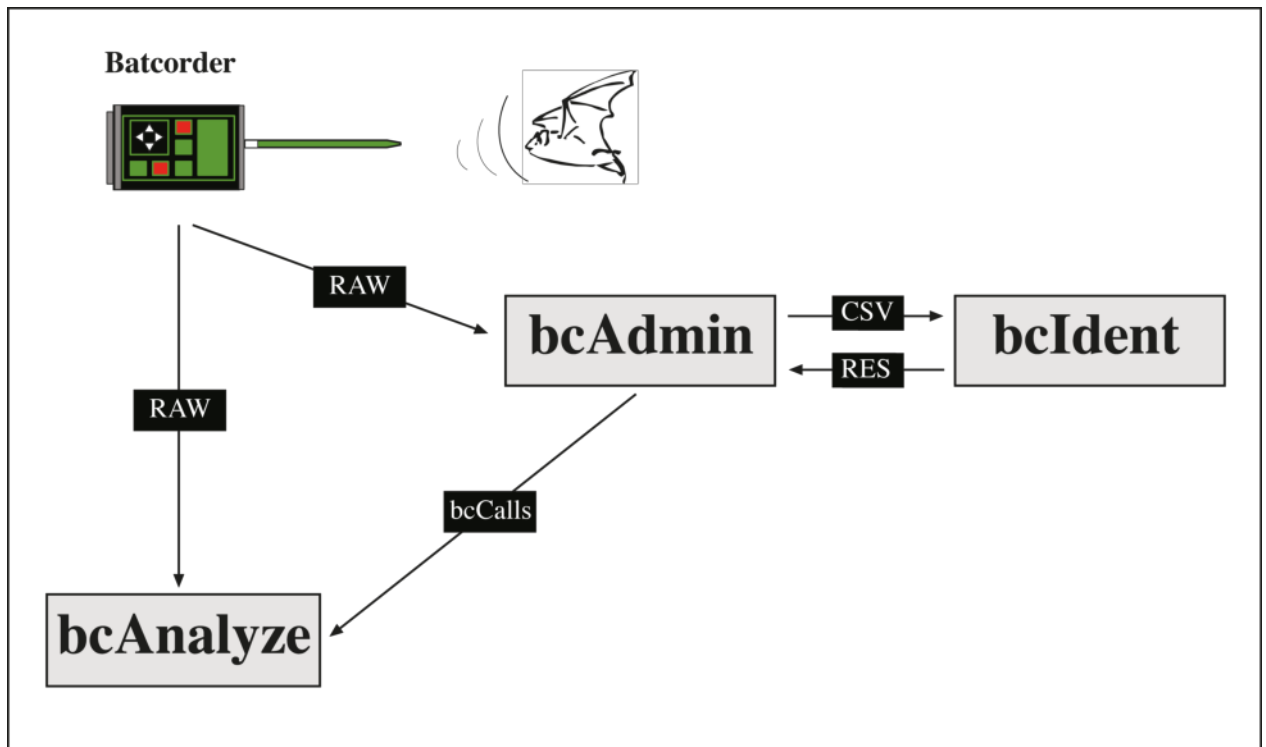 Batcorder
RAW
bcAdmin
CSV
RES
bcIdent
RAW
bcCalls
bcAnalyze